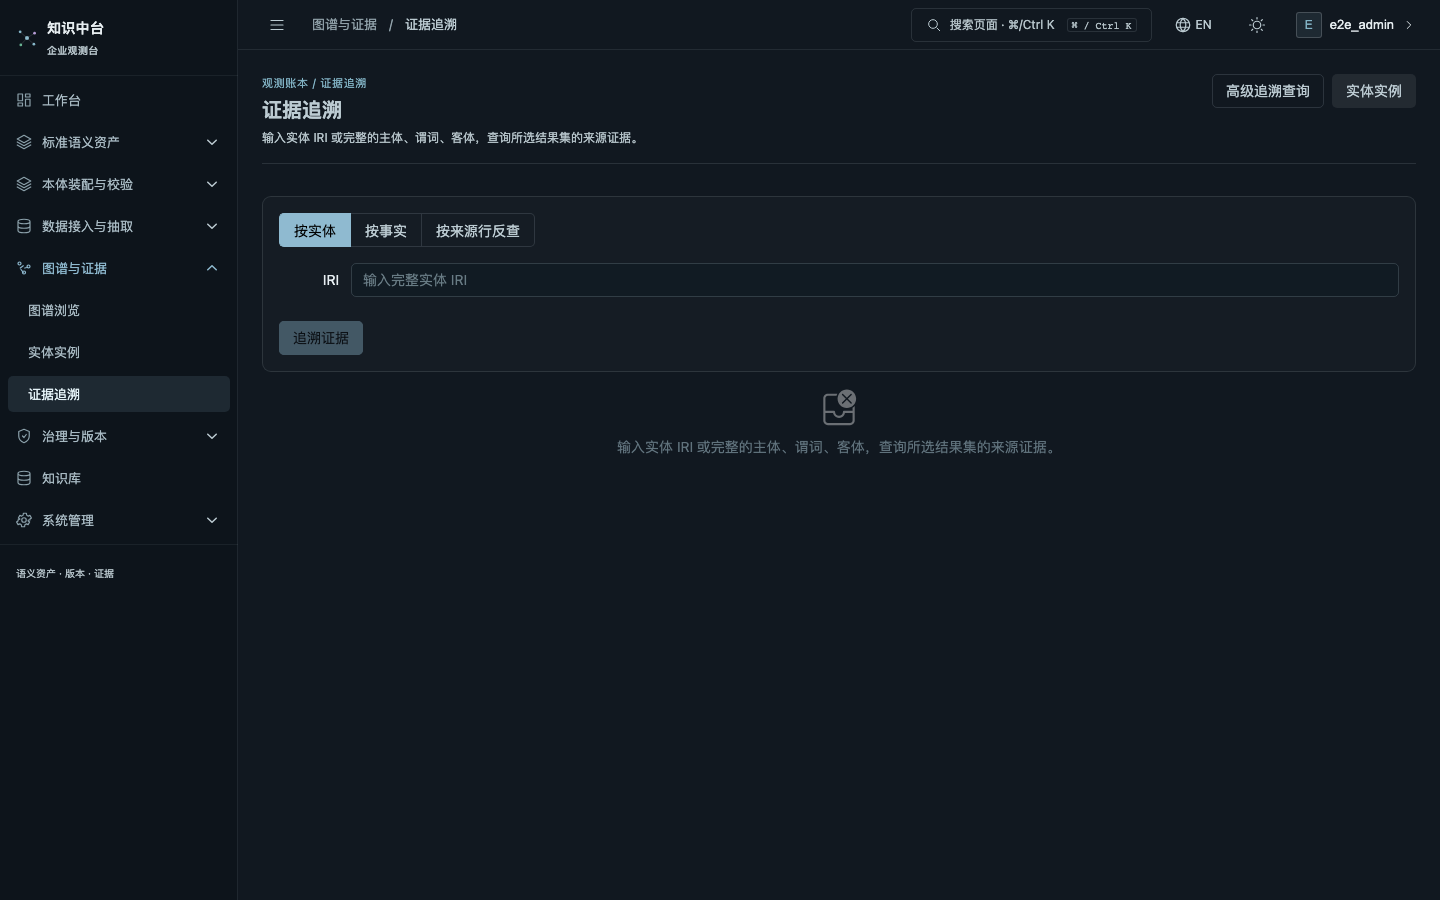 知识中台
企业观测台
工作台
标准语义资产
本体装配与校验
数据接入与抽取
图谱与证据
图谱浏览
实体实例
证据追溯
治理与版本
知识库
系统管理
语义资产 · 版本 · 证据
图谱与证据 / 证据追溯
搜索页面 · ⌘/Ctrl K ⌘ / Ctrl K
EN
E e2e_admin
观测账本 / 证据追溯
证据追溯
输入实体 IRI 或完整的主体、谓词、客体，查询所选结果集的来源证据。
高级追溯查询 实体实例
按实体 按事实 按来源行反查
IRI 输入完整实体 IRI
追溯证据
输入实体 IRI 或完整的主体、谓词、客体，查询所选结果集的来源证据。